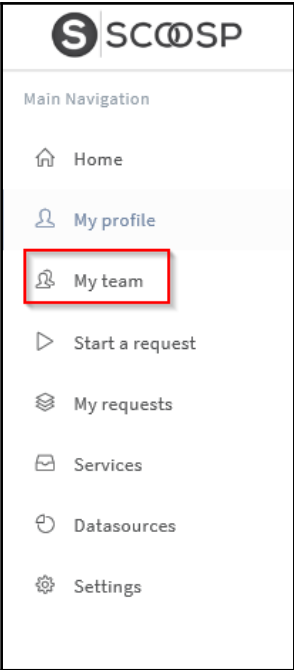 S SCOOSP
Main Navigation
Home
My profile
My team
Start a request
My requests
Services
Datasources
Settings